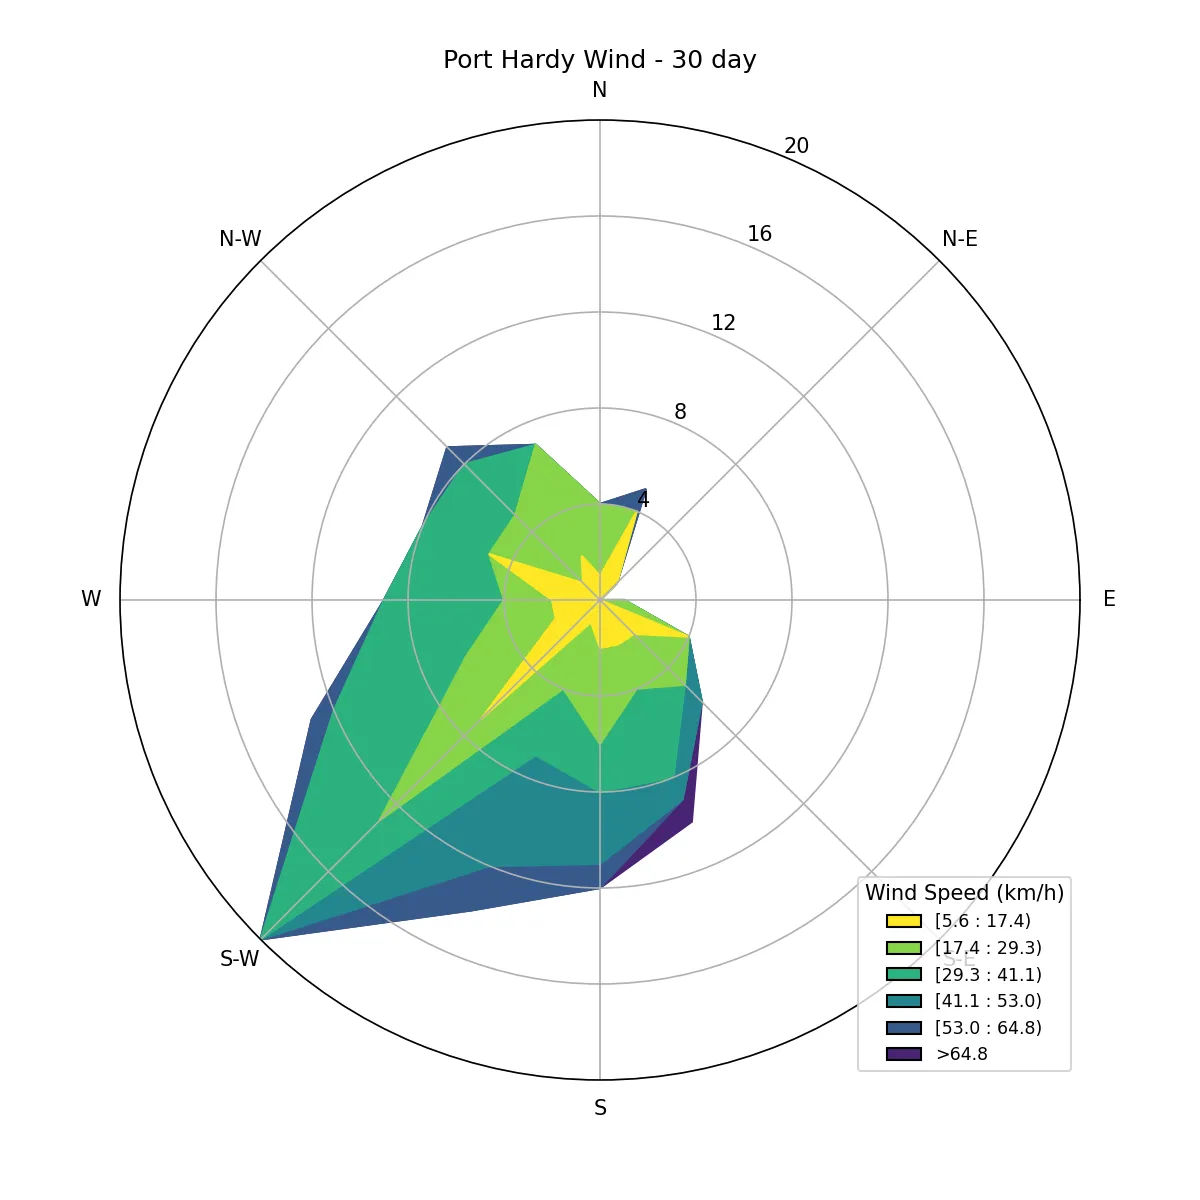 Port Hardy Wind - 30 day
N
20
N-W
N-E
16
12
8
4
W
E
S-W
S-E
S
Wind Speed (km/h)
[5.6 : 17.4)
[17.4 : 29.3)
[29.3 : 41.1)
[41.1 : 53.0)
[53.0 : 64.8)
>64.8